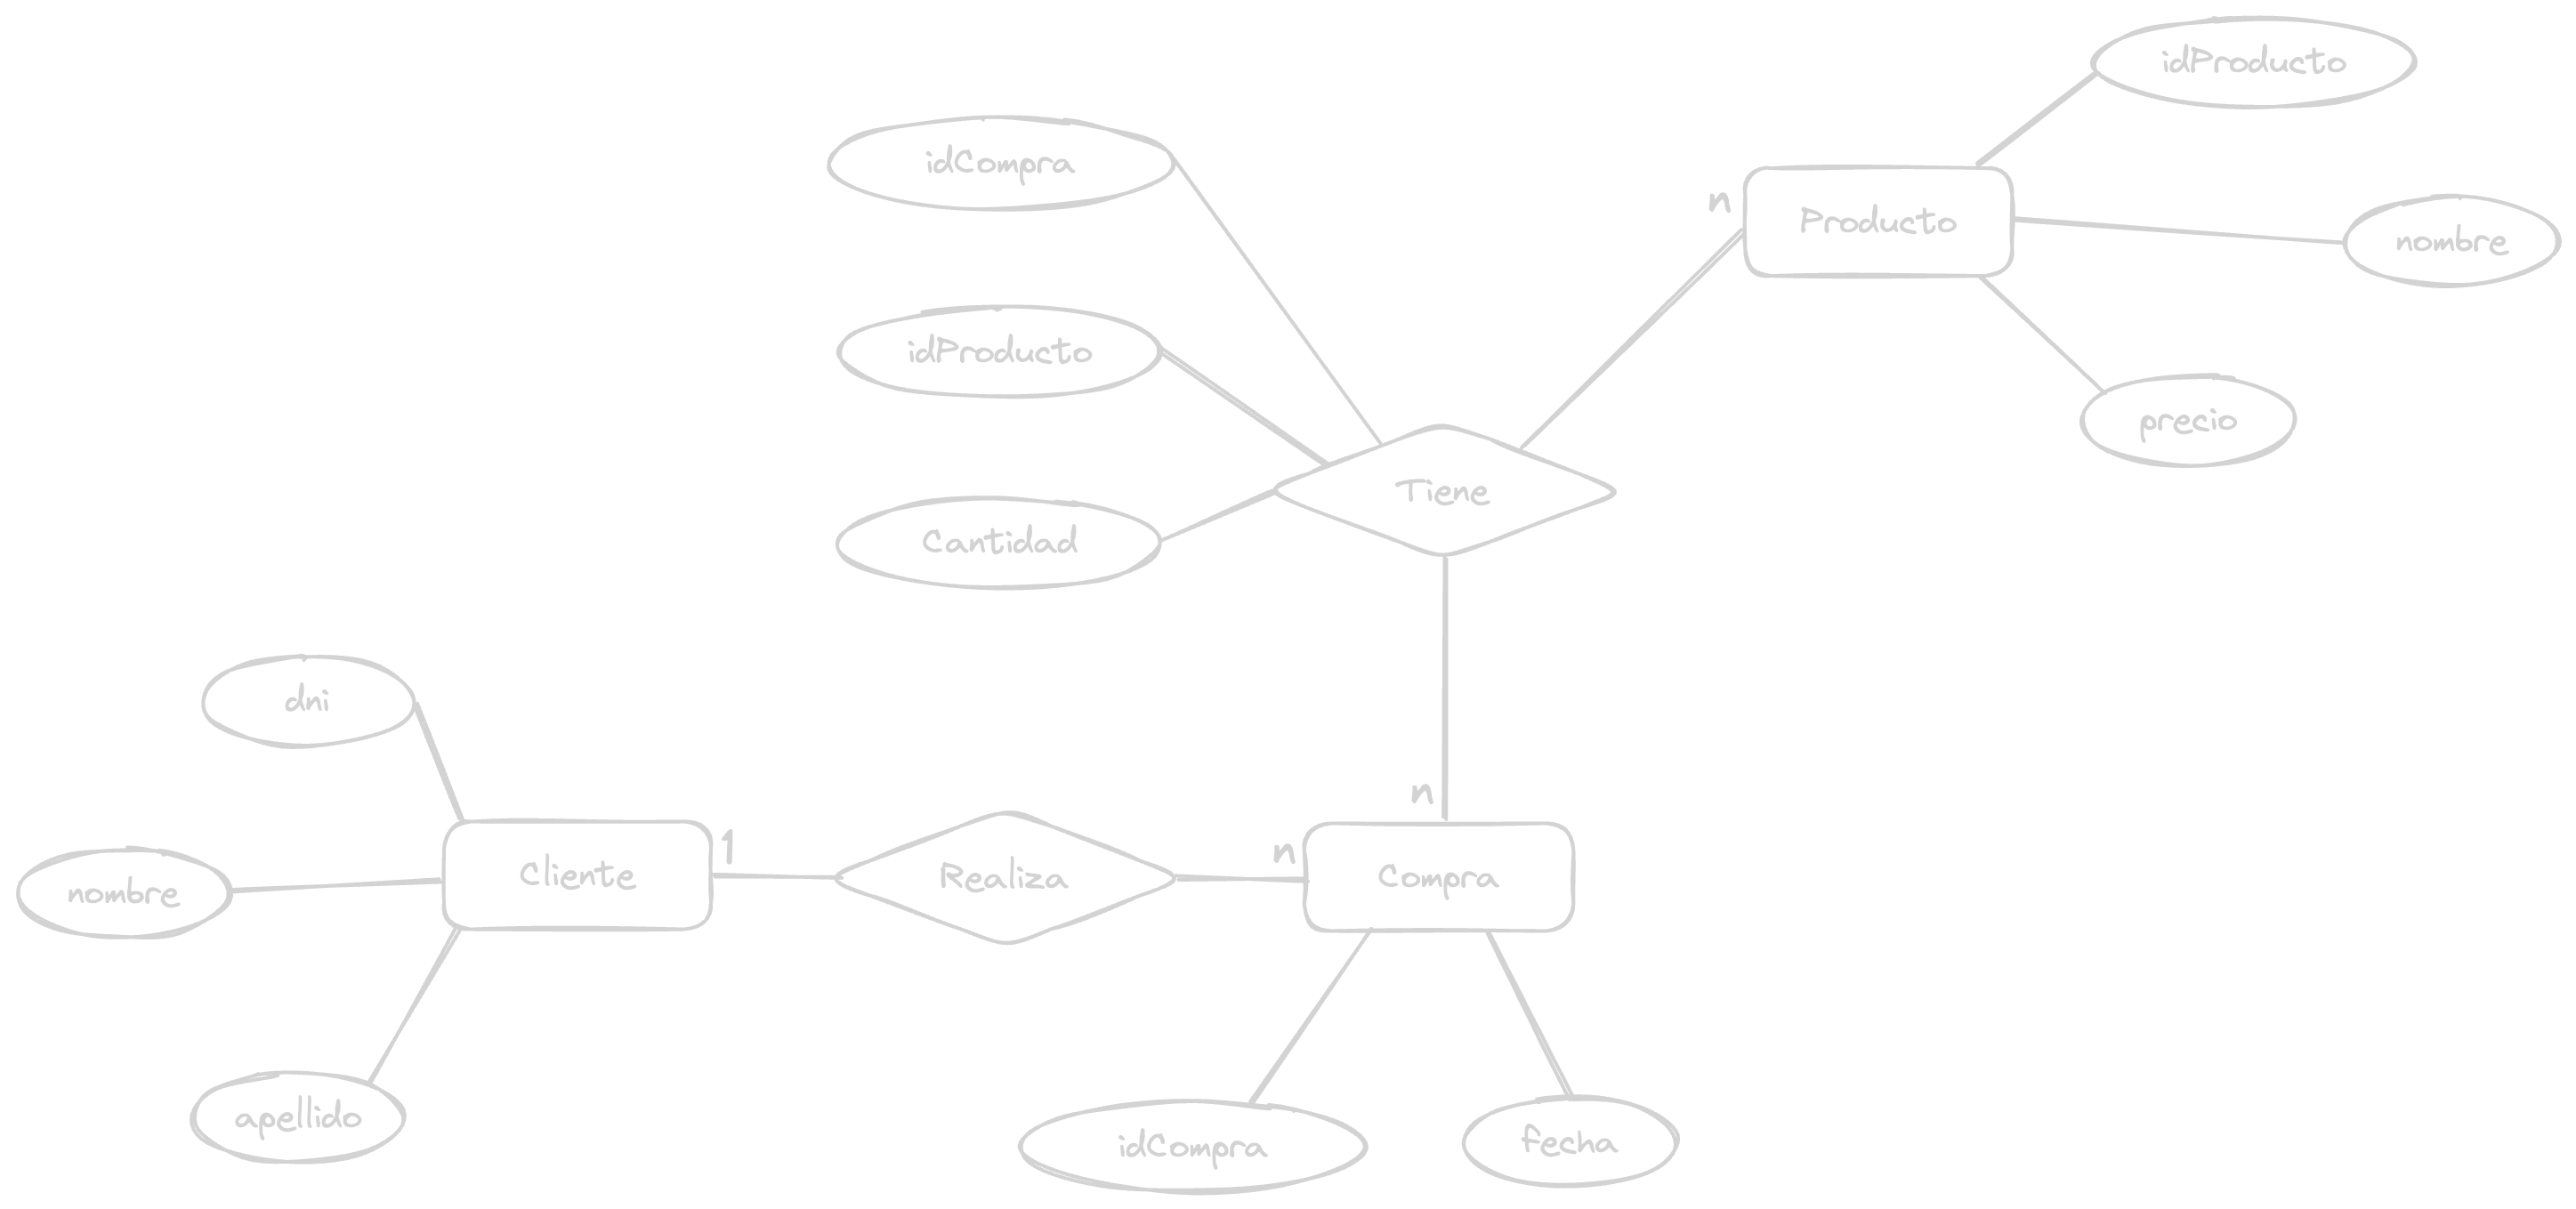 idProducto
idCompra
n
Producto
nombre
idProducto
precio
Tiene
Cantidad
dni
n
1
n
Cliente
Realiza
Compra
nombre
apellido
idCompra
fecha